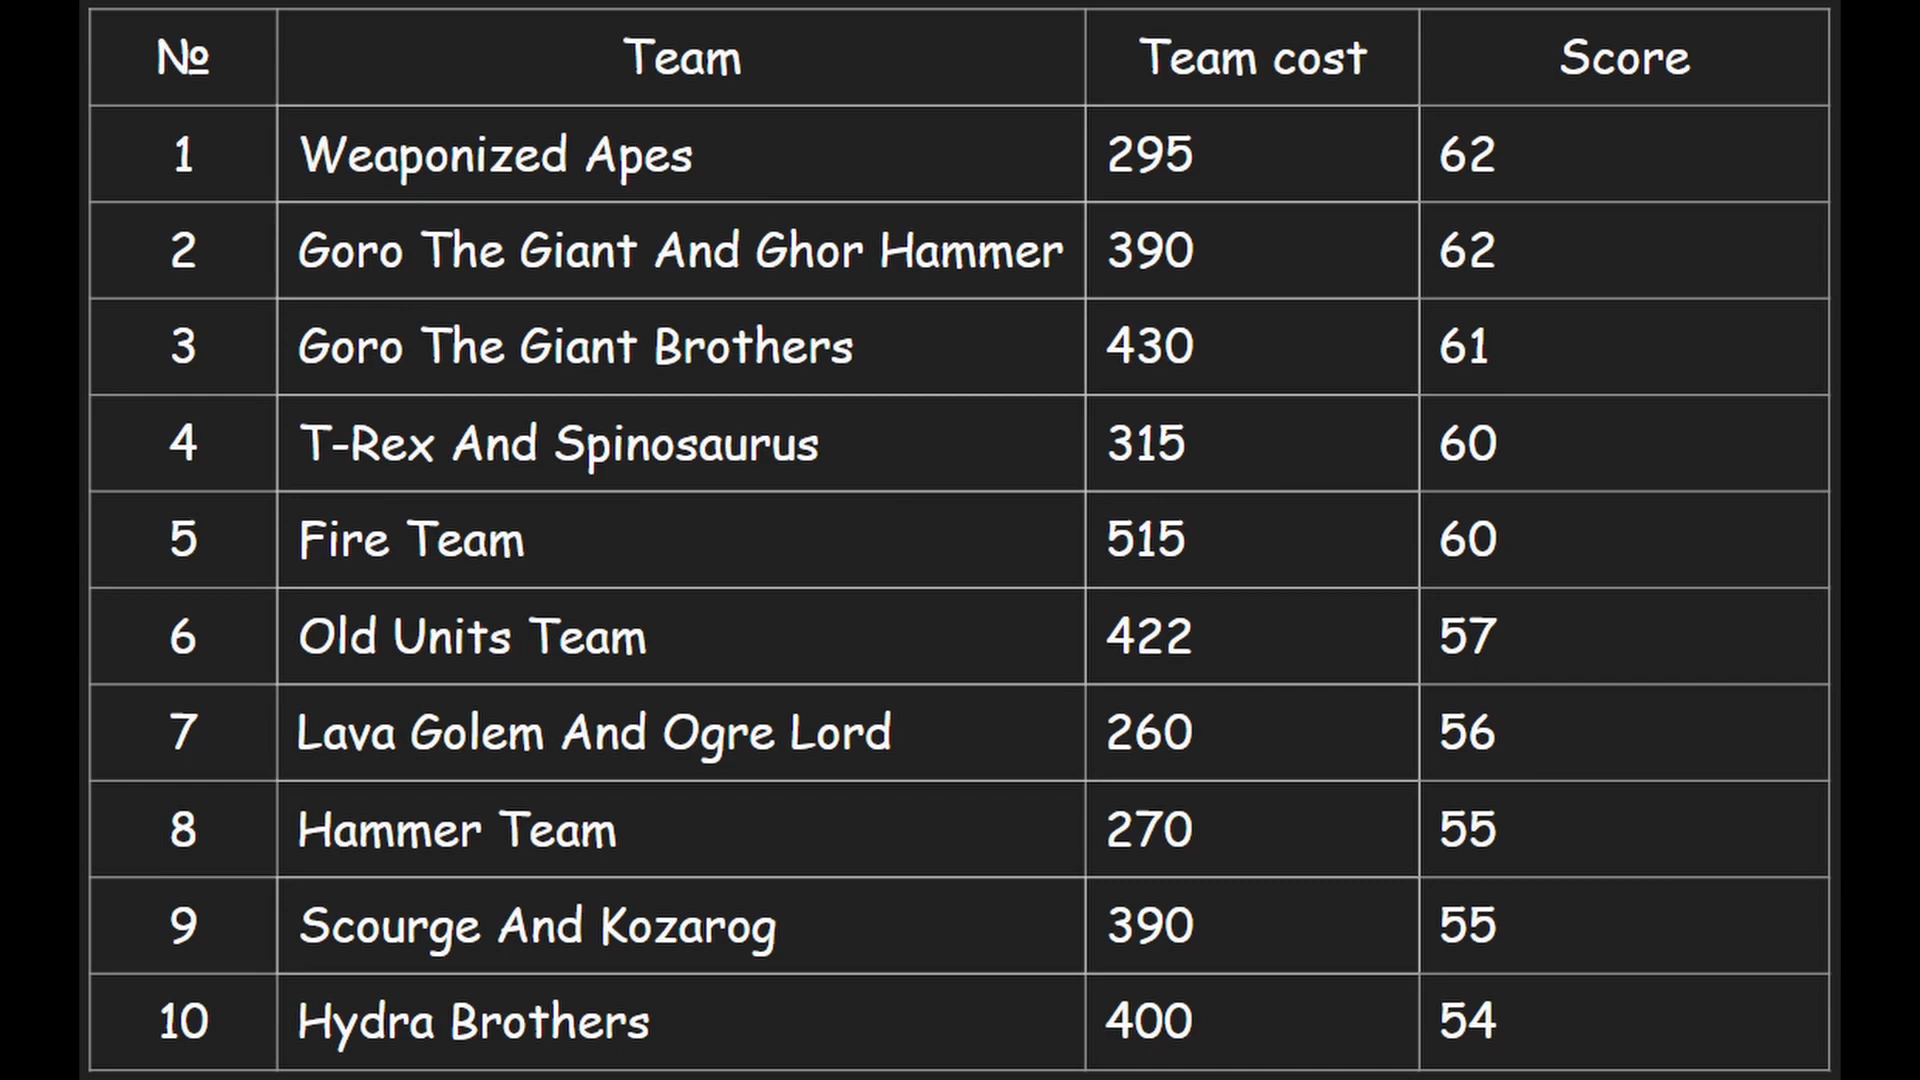 № Team Team cost Score
1 Weaponized Apes 295 62
2 Goro The Giant And Ghor Hammer 390 62
3 Goro The Giant Brothers 430 61
4 T-Rex And Spinosaurus 315 60
5 Fire Team 515 60
6 Old Units Team 422 57
7 Lava Golem And Ogre Lord 260 56
8 Hammer Team 270 55
9 Scourge And Kozarog 390 55
10 Hydra Brothers 400 54